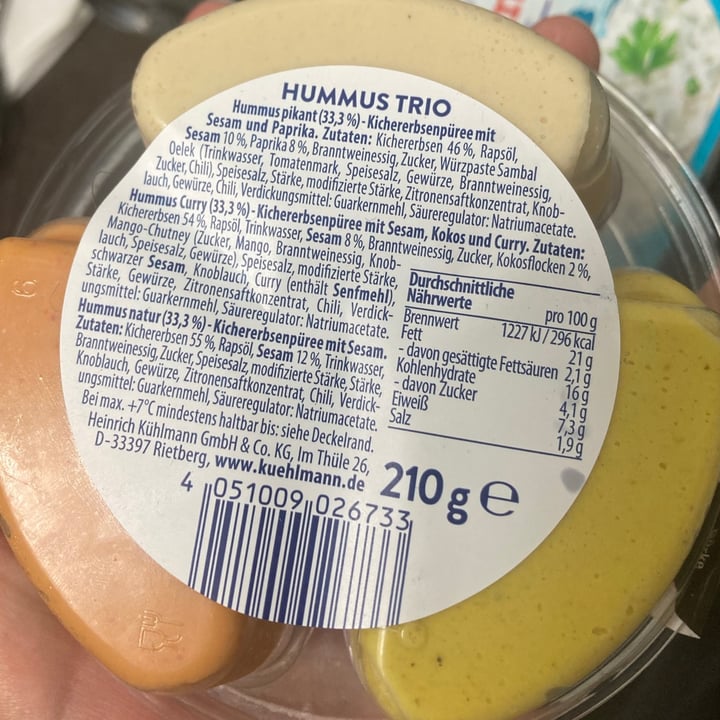 HUMMUS TRIO
Hummus pikant (33,3 %) - Kichererbsenpüree mit
Sesam und Paprika. Zutaten: Kichererbsen 46 %, Rapsöl,
Sesam 10 %, Paprika 8 %, Branntweinessig, Zucker, Würzpaste Sambal
Oelek (Trinkwasser, Tomatenmark, Speisesalz, Gewürze, Branntweinessig,
Zucker, Chili), Speisesalz, Stärke, modifizierte Stärke, Zitronensaftkonzentrat, Knob-
lauch, Gewürze, Chili, Verdickungsmittel: Guarkernmehl, Säureregulator: Natriumacetate.
Hummus Curry (33,3 %) - Kichererbsenpüree mit Sesam, Kokos und Curry. Zutaten:
Kichererbsen 54 %, Rapsöl, Trinkwasser, Sesam 8 %, Branntweinessig, Zucker, Kokosflocken 2 %,
Mango-Chutney (Zucker, Mango, Branntweinessig, Knob-
lauch, Speisesalz, Gewürze), Speisesalz, modifizierte Stärke,
schwarzer Sesam, Knoblauch, Curry (enthält Senfmehl),
Stärke, Gewürze, Zitronensaftkonzentrat, Chili, Verdick-
ungsmittel: Guarkernmehl, Säureregulator: Natriumacetate.
Hummus natur (33,3 %) - Kichererbsenpüree mit Sesam.
Zutaten: Kichererbsen 55 %, Rapsöl, Sesam 12 %, Trinkwasser,
Branntweinessig, Zucker, Speisesalz, modifizierte Stärke, Stärke,
Knoblauch, Gewürze, Zitronensaftkonzentrat, Chili, Verdick-
ungsmittel: Guarkernmehl, Säureregulator: Natriumacetate.
Bei max. +7°C mindestens haltbar bis: siehe Deckelrand.
Heinrich Kühlmann GmbH & Co. KG, Im Thüle 26,
D-33397 Rietberg, www.kuehlmann.de
Durchschnittliche
Nährwerte pro 100 g
Brennwert 1227 kJ / 296 kcal
Fett 21 g
- davon gesättigte Fettsäuren 2,1 g
Kohlenhydrate 16 g
- davon Zucker 4,1 g
Eiweiß 7,3 g
Salz 1,9 g
210 g e
4 051009 026733